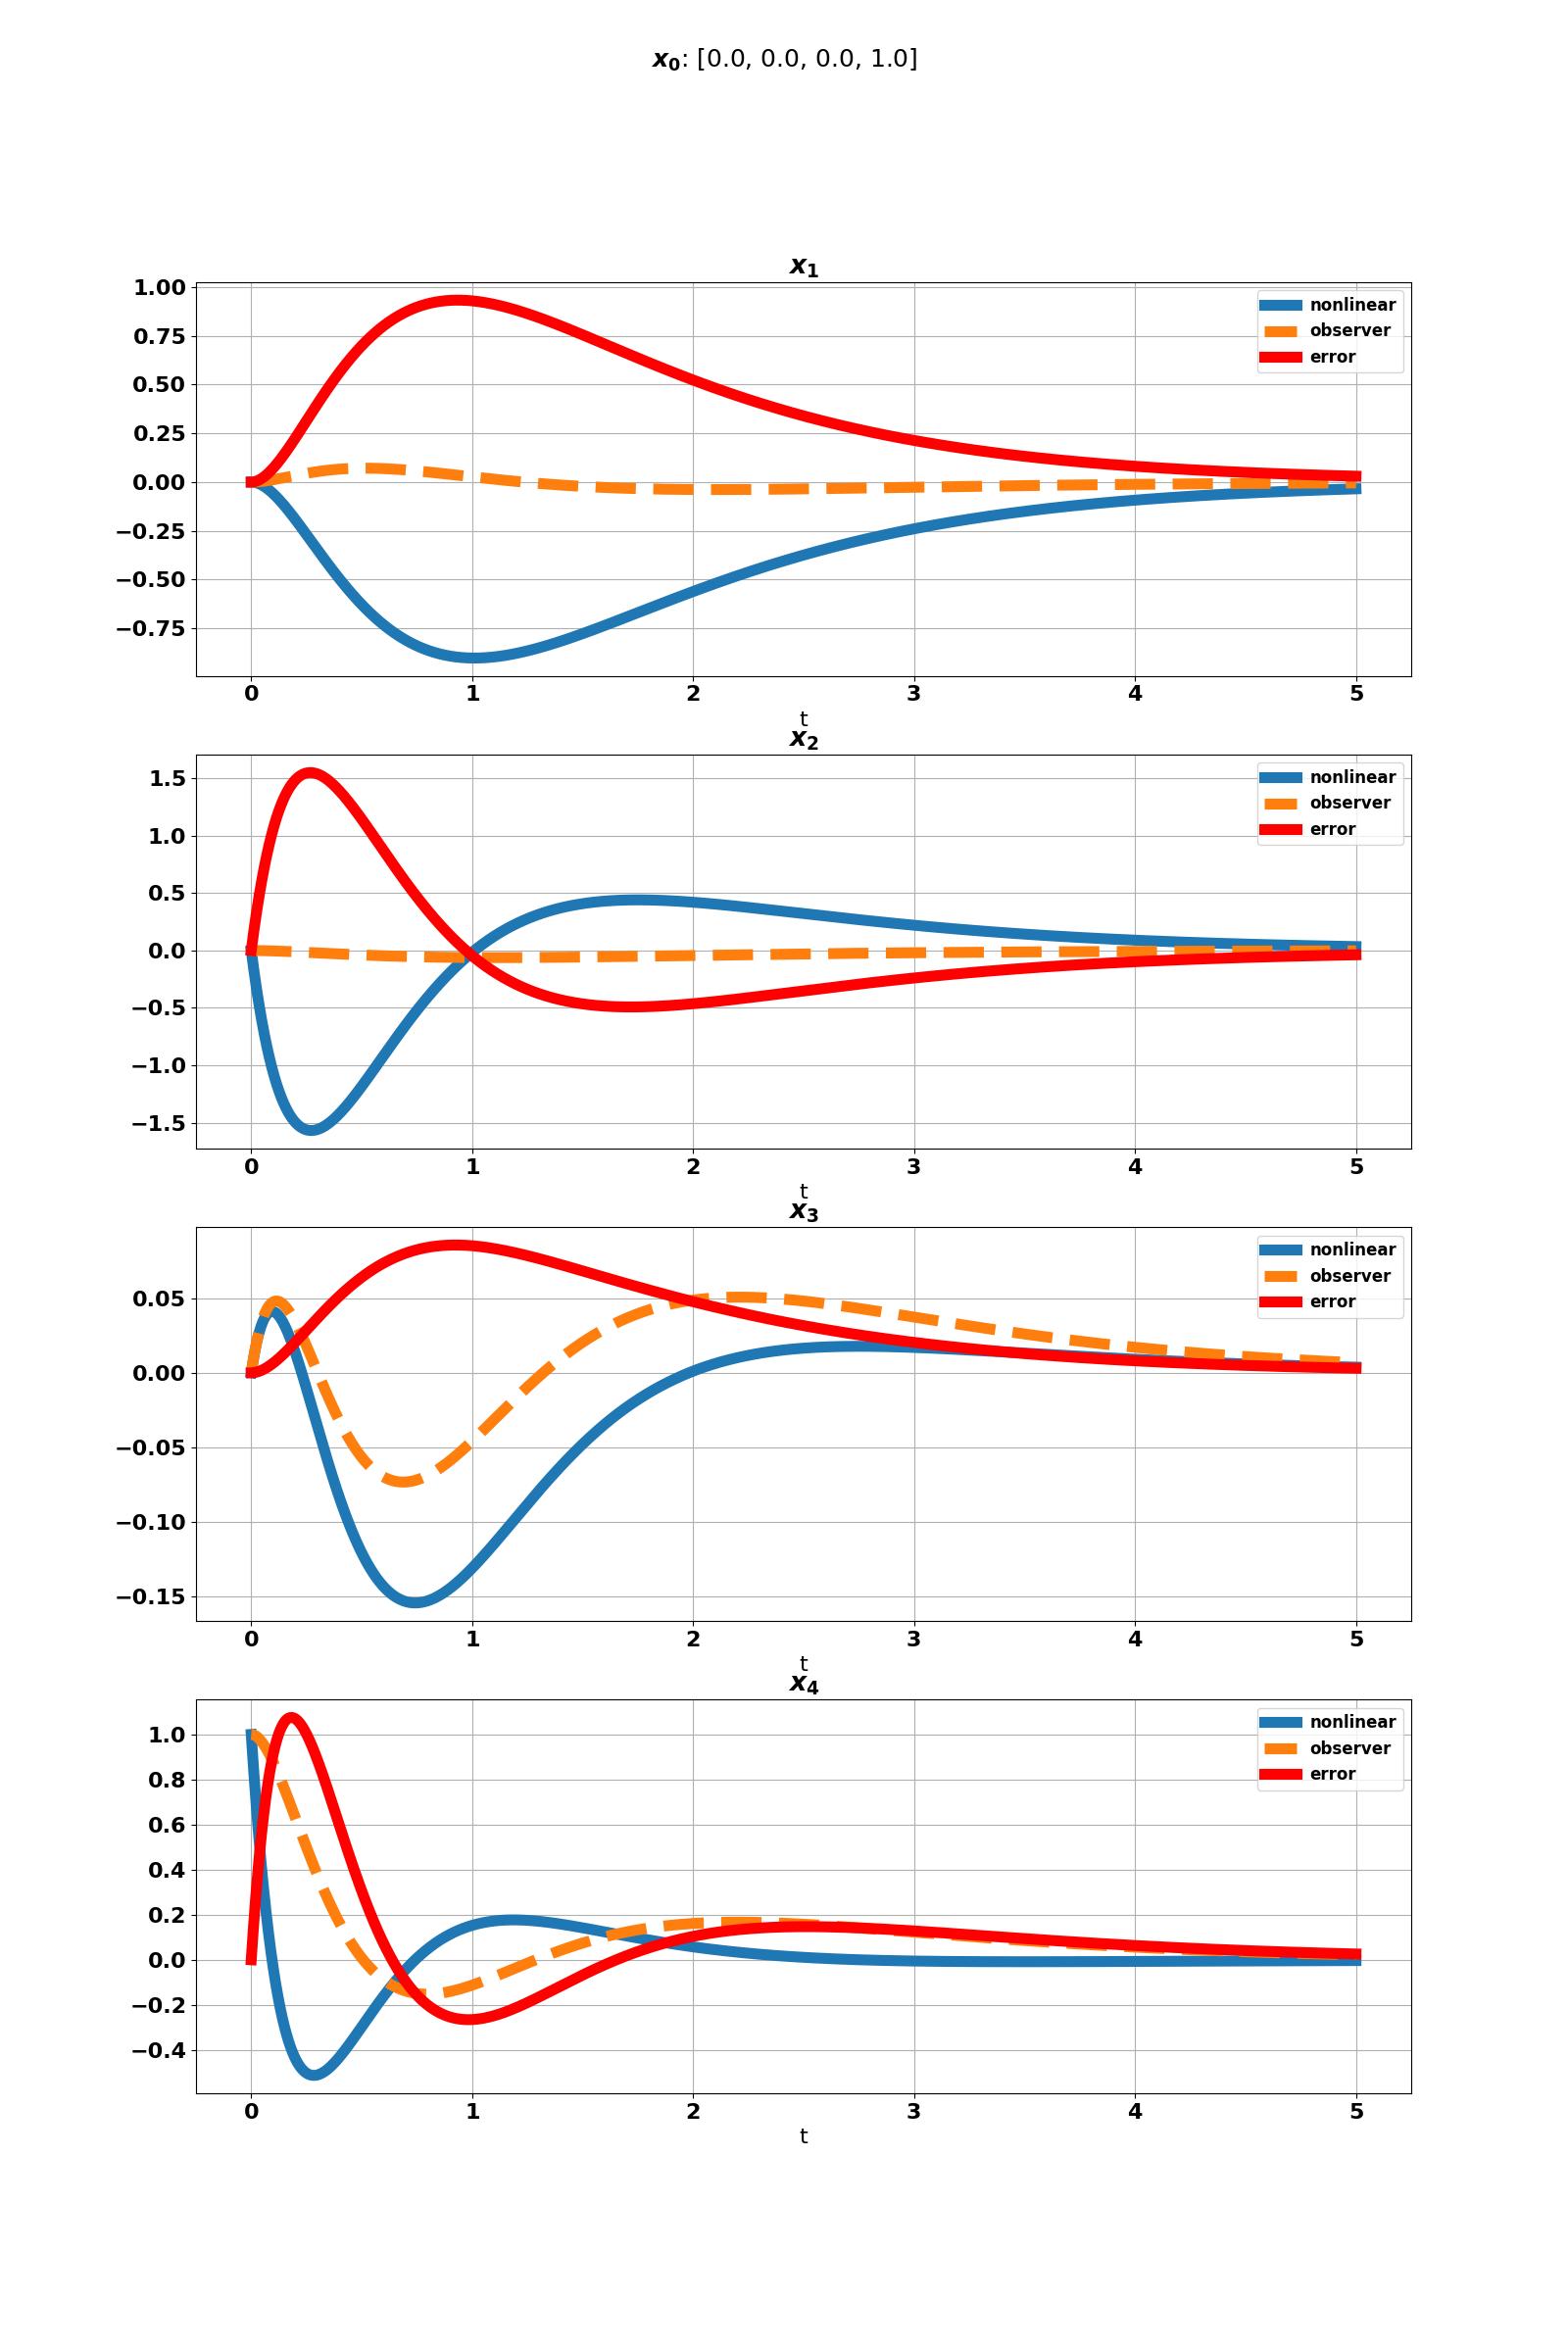 x₀: [0.0, 0.0, 0.0, 1.0]
x₁
1.00
0.75
0.50
0.25
0.00
−0.25
−0.50
−0.75
nonlinear
observer
error
0 1 2 3 4 5
t
x₂
1.5
1.0
0.5
0.0
−0.5
−1.0
−1.5
nonlinear
observer
error
0 1 2 3 4 5
t
x₃
0.05
0.00
−0.05
−0.10
−0.15
nonlinear
observer
error
0 1 2 3 4 5
t
x₄
1.0
0.8
0.6
0.4
0.2
0.0
−0.2
−0.4
nonlinear
observer
error
0 1 2 3 4 5
t